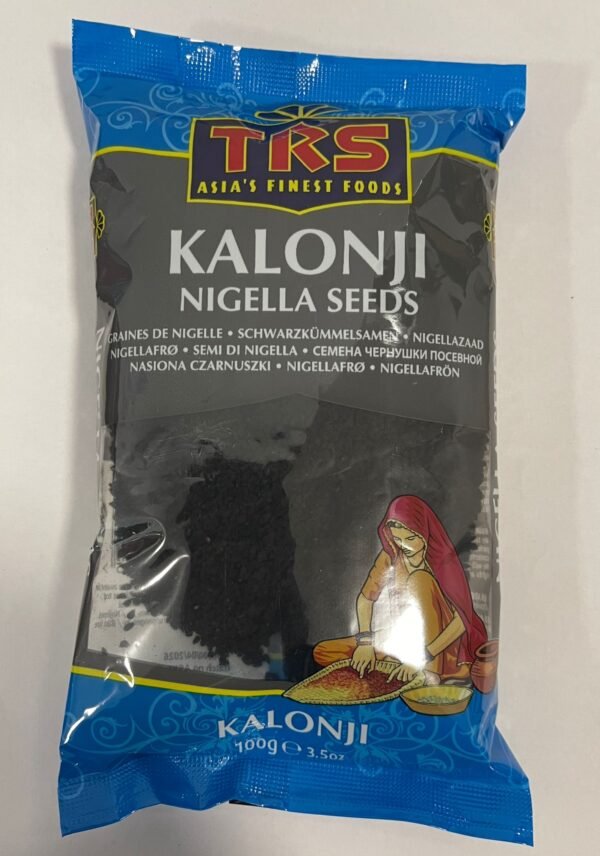 TRS
ASIA'S FINEST FOODS
KALONJI
NIGELLA SEEDS
GRAINES DE NIGELLE • SCHWARZKÜMMELSAMEN • NIGELLAZAAD
NIGELLAFRØ • SEMI DI NIGELLA • СЕМЕНА ЧЕРНУШКИ ПОСЕВНОЙ
NASIONA CZARNUSZKI • NIGELLAFRØ • NIGELLAFRÖN
KALONJI
100g ℮ 3.5oz